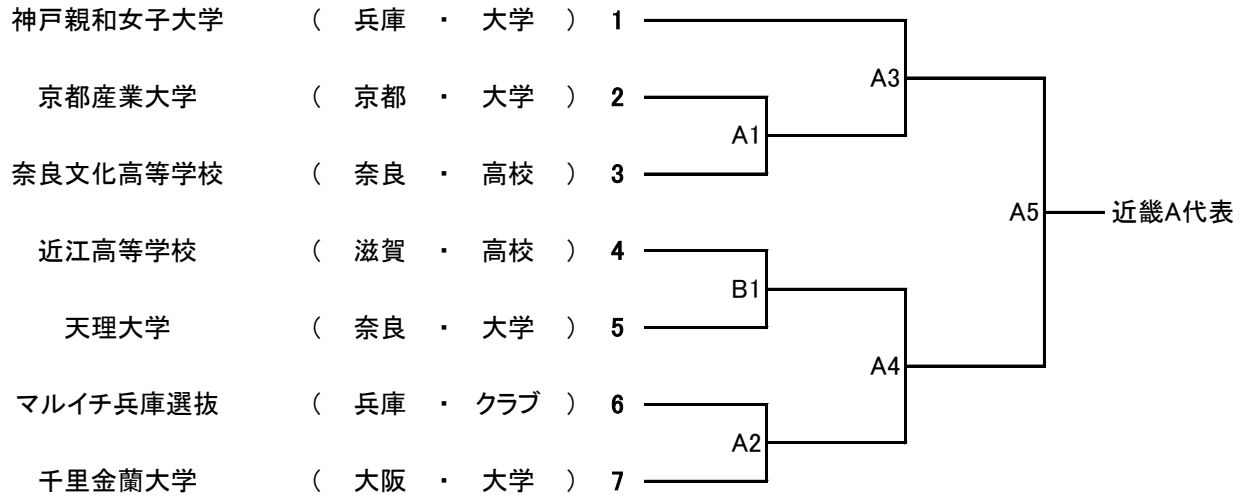 神戸親和女子大学 ( 兵庫 ・ 大学 ) 1
A3
京都産業大学 ( 京都 ・ 大学 ) 2
A1
奈良文化高等学校 ( 奈良 ・ 高校 ) 3
A5 近畿A代表
近江高等学校 ( 滋賀 ・ 高校 ) 4
B1
天理大学 ( 奈良 ・ 大学 ) 5
A4
マルイチ兵庫選抜 ( 兵庫 ・ クラブ ) 6
A2
千里金蘭大学 ( 大阪 ・ 大学 ) 7